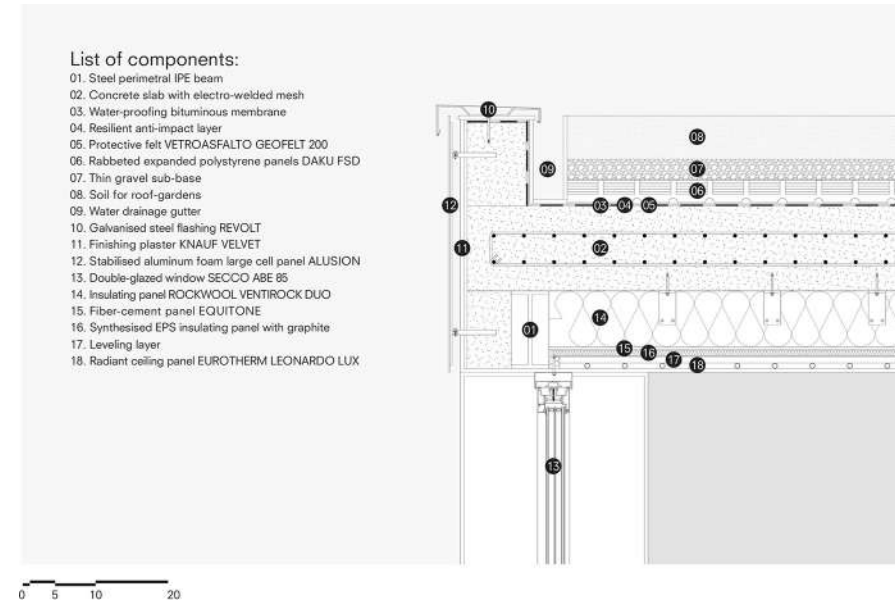 List of components:
01. Steel perimetral IPE beam
02. Concrete slab with electro-welded mesh
03. Water-proofing bituminous membrane
04. Resilient anti-impact layer
05. Protective felt VETROASFALTO GEOFELT 200
06. Rabbeted expanded polystyrene panels DAKU FSD
07. Thin gravel sub-base
08. Soil for roof-gardens
09. Water drainage gutter
10. Galvanised steel flashing REVOLT
11. Finishing plaster KNAUF VELVET
12. Stabilised aluminum foam large cell panel ALUSION
13. Double-glazed window SECCO ABE 85
14. Insulating panel ROCKWOOL VENTIROCK DUO
15. Fiber-cement panel EQUITONE
16. Synthesised EPS insulating panel with graphite
17. Leveling layer
18. Radiant ceiling panel EUROTHERM LEONARDO LUX
10
08
09
07
06
12
03 04 05
11
02
14
01
15
16
17
18
13
0 5 10 20